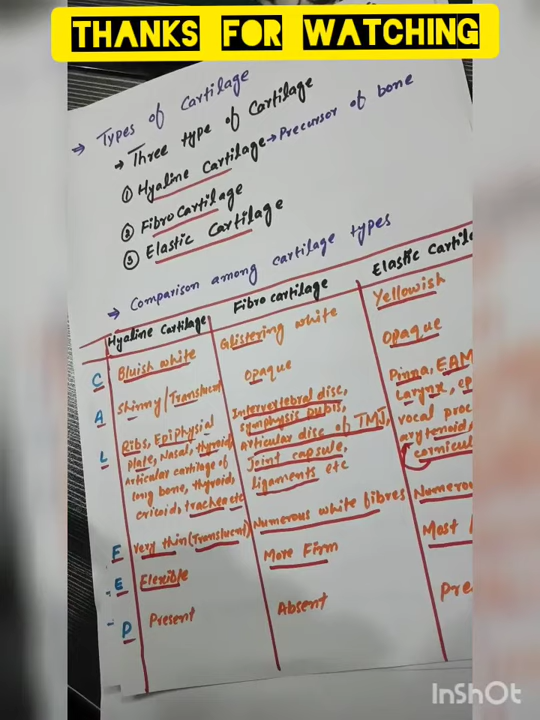 THANKS FOR WATCHING
→ Types of Cartilage
→ Three type of Cartilage
① Hyaline Cartilage → Precursor of bone
② Fibro Cartilage
③ Elastic Cartilage
→ Comparison among cartilage types
Hyaline Cartilage
Fibro cartilage
Elastic Cartila
C
Bluish white
Glistering white
Yellowish
A
Shinny / Translucent
Opaque
Opaque
L
Ribs, Epiphysial
plate, Nasal, thyroid
Articular cartilage of
long bone, thyroid,
cricoid, trachea etc
Intervertebral disc,
symphysis pubis,
Articular disc of TMJ,
Joint capsule,
ligaments etc
Pinna, EAM
Larynx, ep
vocal proc
arytenoid,
cornicul
F
Very thin (Translucent)
Numerous white fibres
Numerou
E
Flexible
More Firm
Most
P
Present
Absent
Pre
InShOt